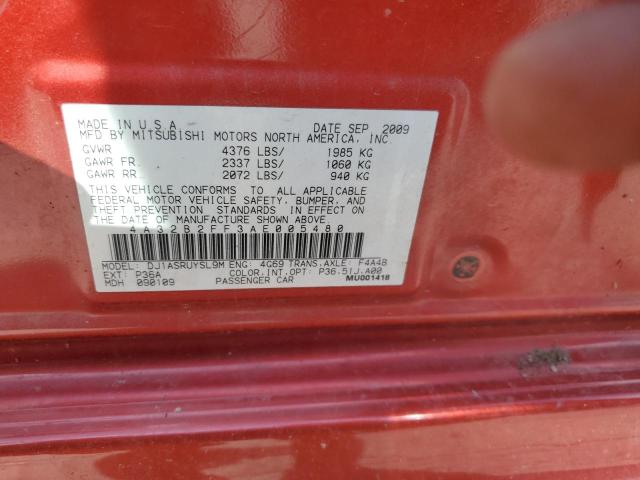 MADE IN U.S.A DATE SEP 2009
MFD BY MITSUBISHI MOTORS NORTH AMERICA, INC.
GVWR 4376 LBS/ 1985 KG
GAWR FR. 2337 LBS/ 1060 KG
GAWR RR. 2072 LBS/ 940 KG
THIS VEHICLE CONFORMS TO ALL APPLICABLE
FEDERAL MOTOR VEHICLE SAFETY, BUMPER, AND
THEFT PREVENTION STANDARDS IN EFFECT ON
THE DATE OF MANUFACTURE SHOWN ABOVE.
4A32B2FF3AE005480
MODEL: DJ1ASRUYSL9M ENG: 4G69 TRANS.AXLE: F4A4B
EXT: P36A COLOR.INT.OPT: P36.51J.A00
MDH 090109 PASSENGER CAR MU001418